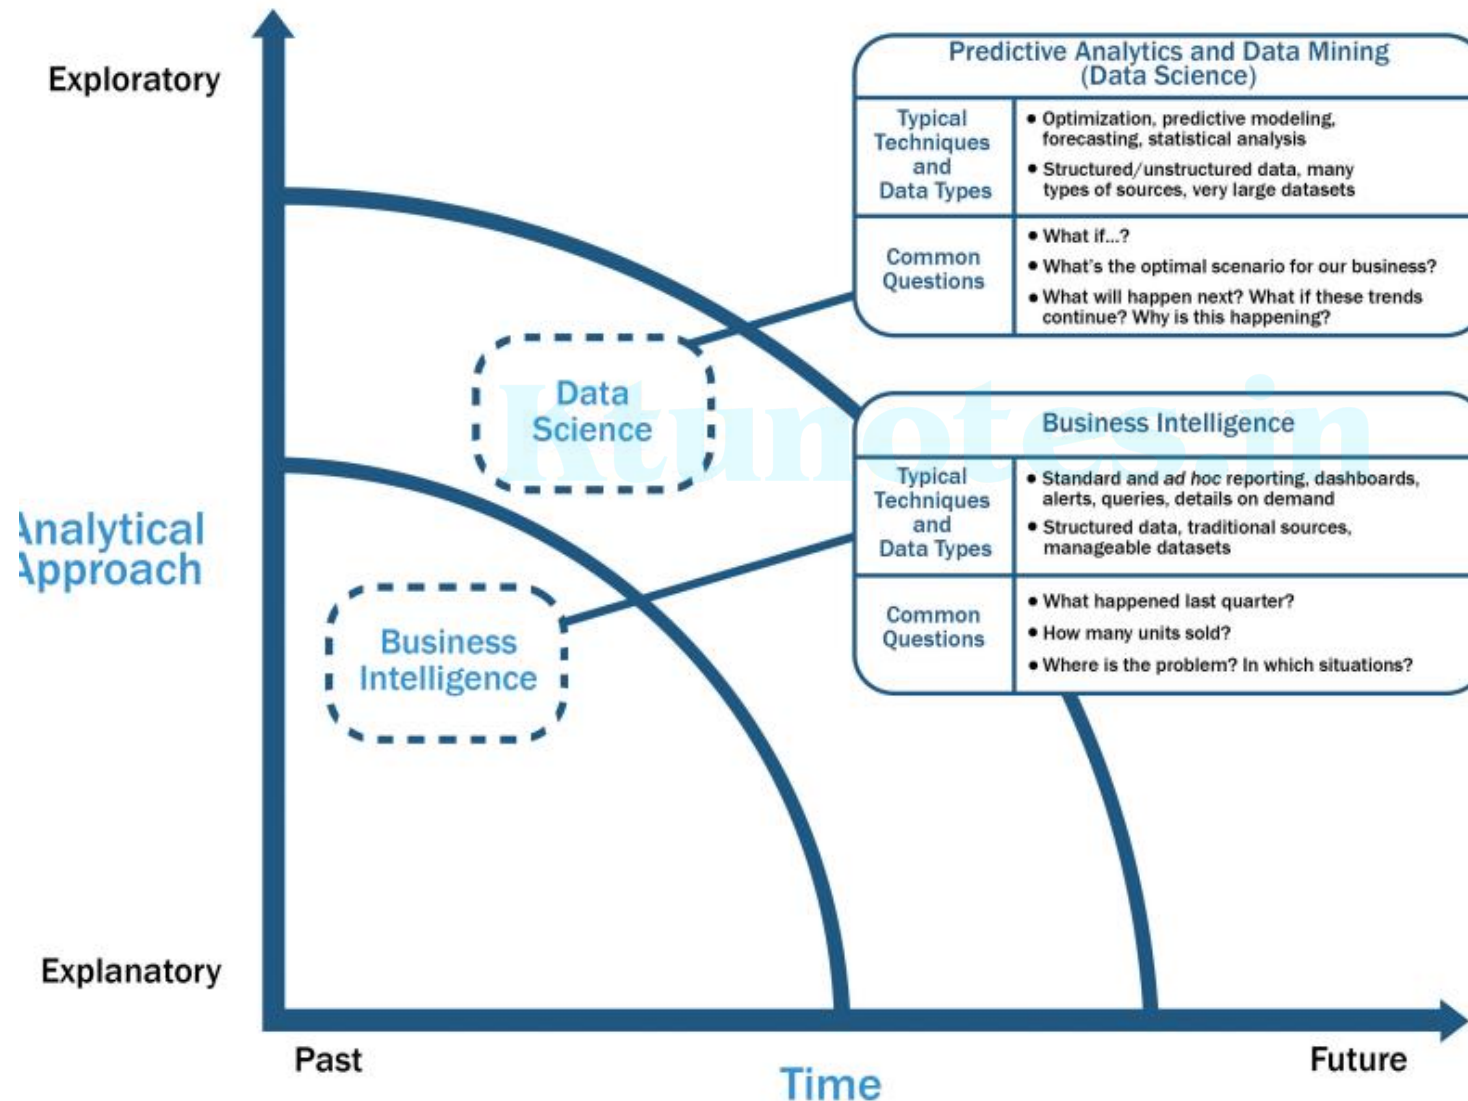 Exploratory
Predictive Analytics and Data Mining
(Data Science)
Typical
Techniques
and
Data Types
• Optimization, predictive modeling,
forecasting, statistical analysis
• Structured/unstructured data, many
types of sources, very large datasets
Common
Questions
• What if...?
• What's the optimal scenario for our business?
• What will happen next? What if these trends
continue? Why is this happening?
Data
Science
Ktunotes.in
Business Intelligence
Typical
Techniques
and
Data Types
• Standard and ad hoc reporting, dashboards,
alerts, queries, details on demand
• Structured data, traditional sources,
manageable datasets
Common
Questions
• What happened last quarter?
• How many units sold?
• Where is the problem? In which situations?
Analytical
Approach
Business
Intelligence
Explanatory
Past
Time
Future